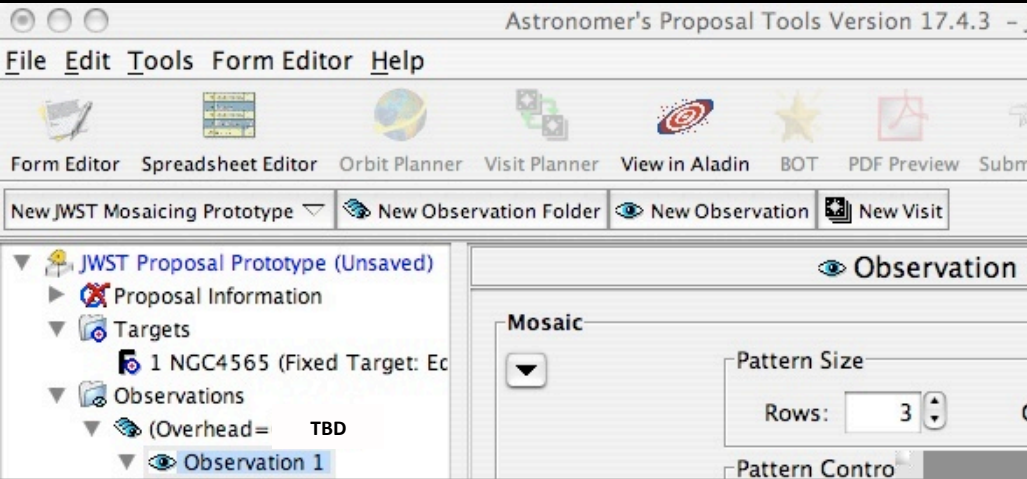 Astronomer's Proposal Tools Version 17.4.3 –
File Edit Tools Form Editor Help
Form Editor Spreadsheet Editor Orbit Planner Visit Planner View in Aladin BOT PDF Preview Subm
New JWST Mosaicing Prototype New Observation Folder New Observation New Visit
JWST Proposal Prototype (Unsaved)
Observation
Proposal Information
Mosaic
Targets
1 NGC4565 (Fixed Target: Ec
Pattern Size
Observations
Rows: 3
(Overhead= TBD
Observation 1
Pattern Contro